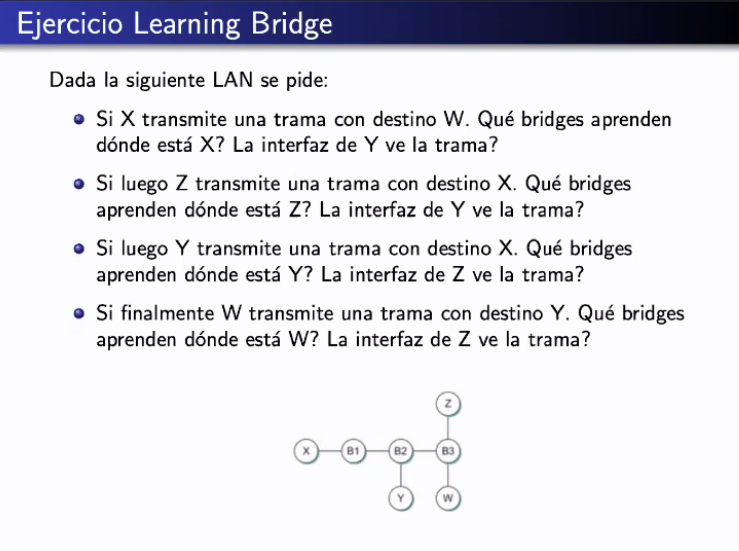 Ejercicio Learning Bridge
Dada la siguiente LAN se pide:
Si X transmite una trama con destino W. Qué bridges aprenden
dónde está X? La interfaz de Y ve la trama?
Si luego Z transmite una trama con destino X. Qué bridges
aprenden dónde está Z? La interfaz de Y ve la trama?
Si luego Y transmite una trama con destino X. Qué bridges
aprenden dónde está Y? La interfaz de Z ve la trama?
Si finalmente W transmite una trama con destino Y. Qué bridges
aprenden dónde está W? La interfaz de Z ve la trama?
Z
X B1 B2 B3
Y W